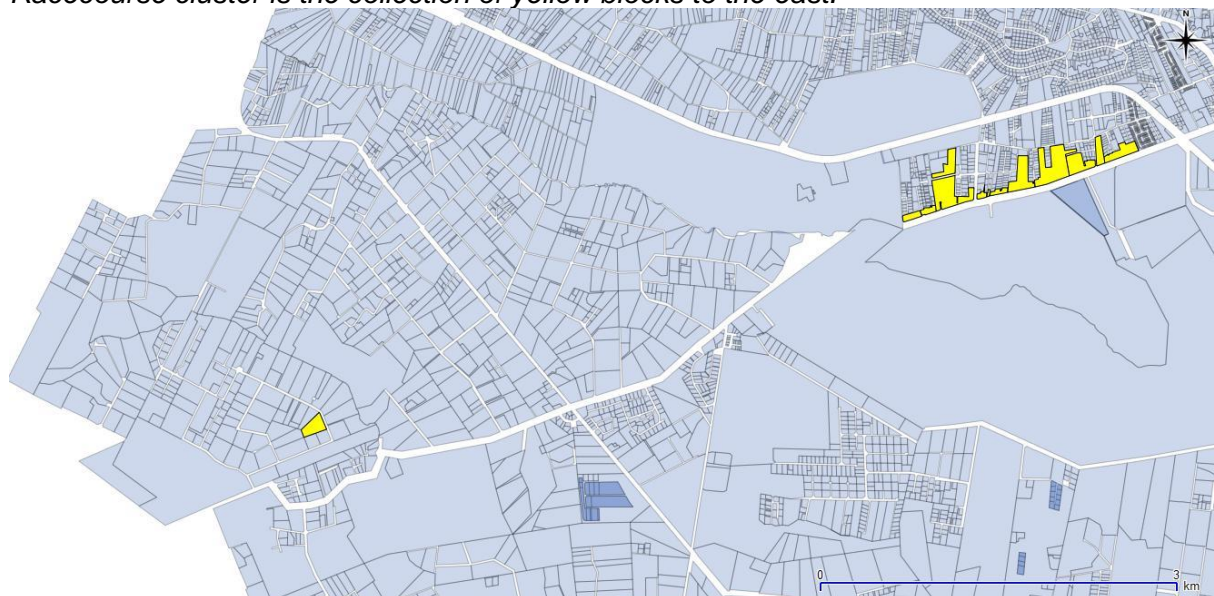 Racecourse cluster is the collection of yellow blocks to the east.
N
0 3
km